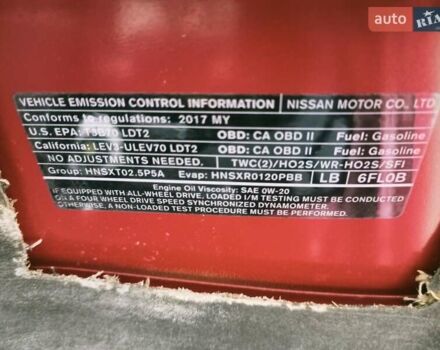 auto RIA
VEHICLE EMISSION CONTROL INFORMATION NISSAN MOTOR CO., LTD
Conforms to regulations: 2017 MY
U.S. EPA: T3B70 LDT2 OBD: CA OBD II Fuel: Gasoline
California: LEV3-ULEV70 LDT2 OBD: CA OBD II Fuel: Gasoline
NO ADJUSTMENTS NEEDED. TWC(2)/HO2S/WR-HO2S/SFI
Group: HNSXT02.5P5A Evap: HNSXR0120PBB LB 6FL0B
Engine Oil Viscosity: SAE 0W-20
IF EQUIPPED WITH ALL-WHEEL DRIVE, LOADED I/M TESTING MUST BE CONDUCTED
ON A FOUR WHEEL DRIVE SPEED SYNCHRONIZED DYNAMOMETER.
OTHERWISE, A NON-LOADED TEST PROCEDURE MUST BE PERFORMED.